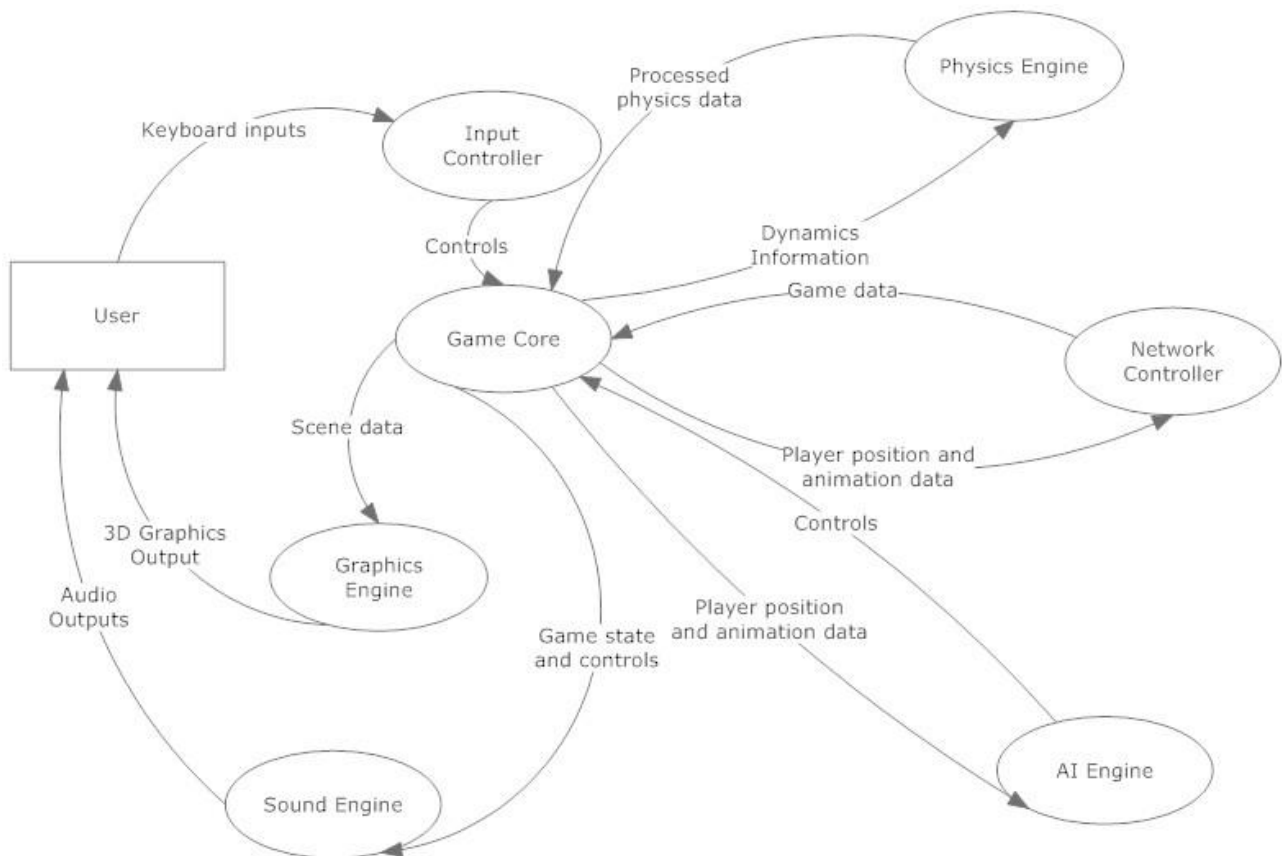 Physics Engine
Processed
physics data
Keyboard inputs
Input
Controller
Controls
Dynamics
Information
Game data
User
Game Core
Network
Controller
Scene data
Player position and
animation data
Controls
3D Graphics
Output
Graphics
Engine
Audio
Outputs
Player position
and animation data
Game state
and controls
AI Engine
Sound Engine